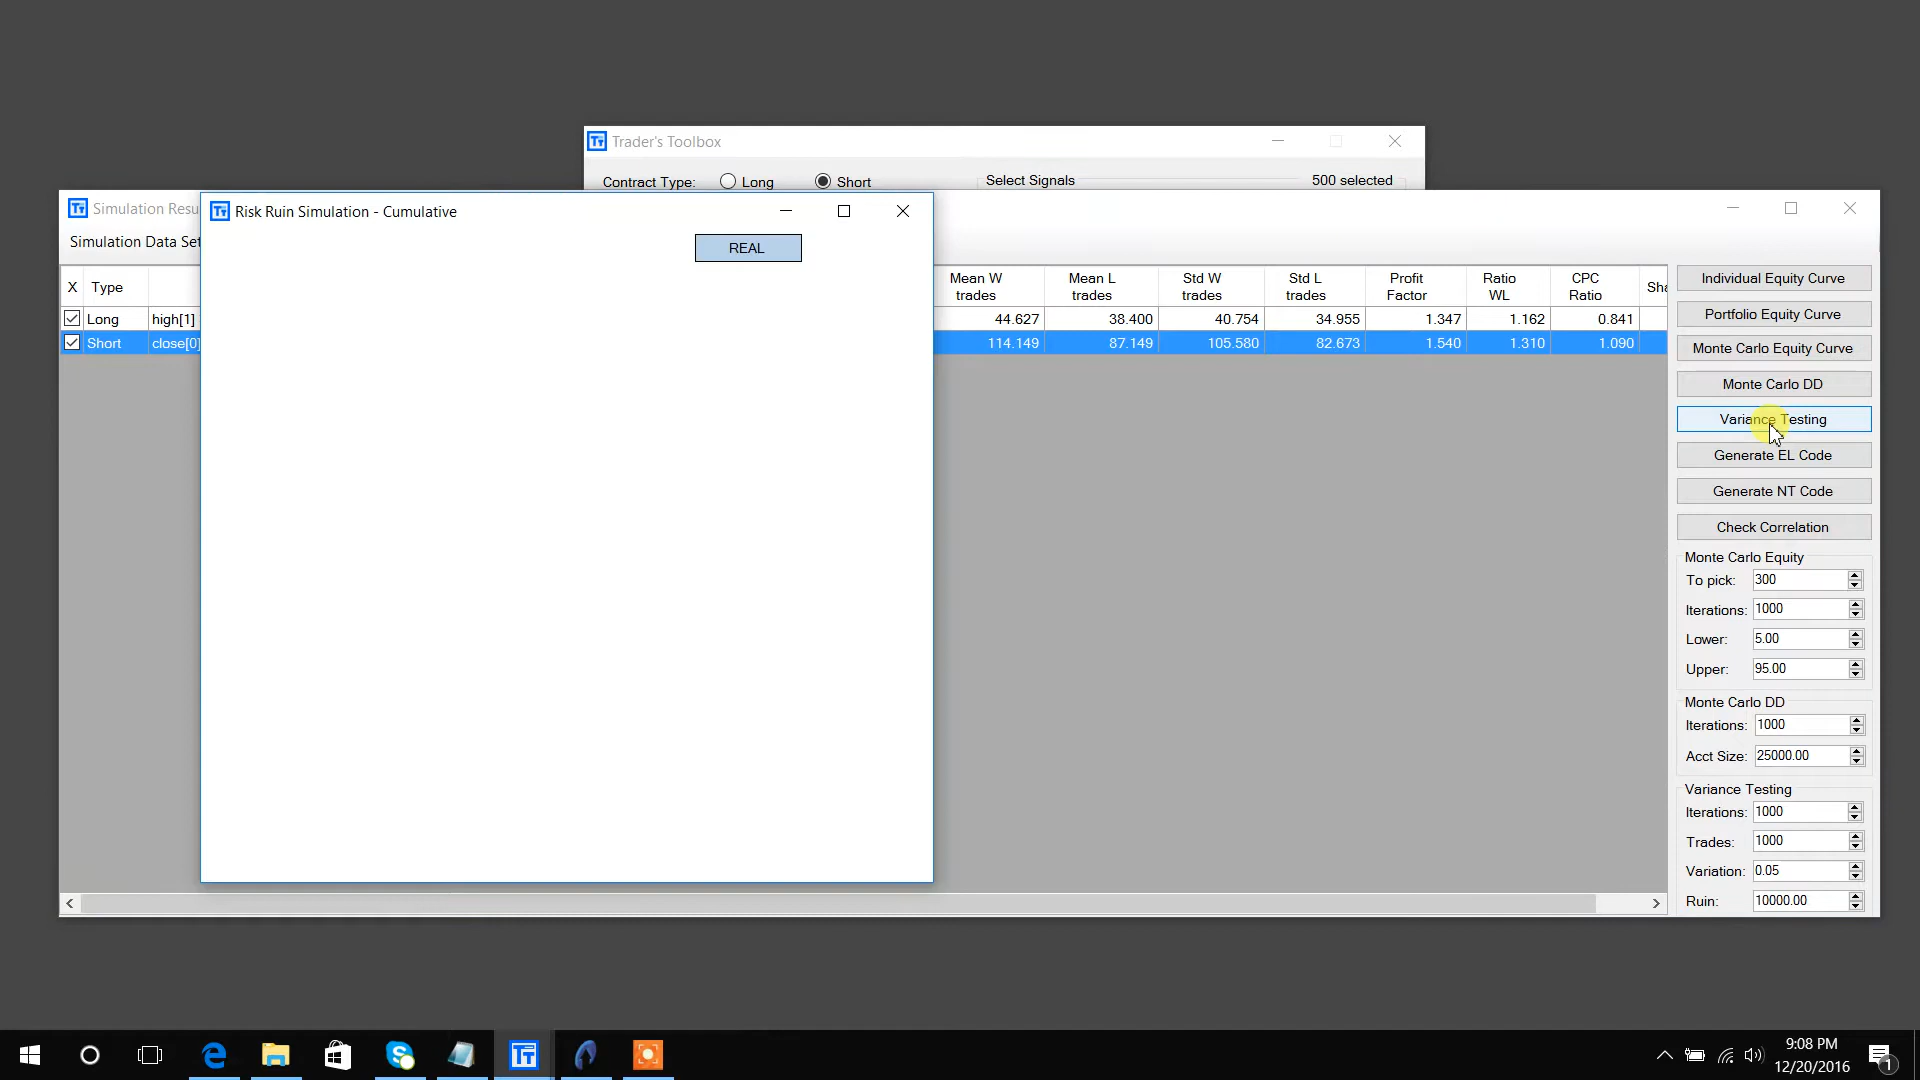 Trader's Toolbox
Contract Type: Long Short
Select Signals 500 selected
Simulation Resu
Simulation Data Set
Risk Ruin Simulation - Cumulative
REAL
X Type Mean W trades Mean L trades Std W trades Std L trades Profit Factor Ratio WL CPC Ratio Sha
Long high[1] 44.627 38.400 40.754 34.955 1.347 1.162 0.841
Short close[0] 114.149 87.149 105.580 82.673 1.540 1.310 1.090
Individual Equity Curve
Portfolio Equity Curve
Monte Carlo Equity Curve
Monte Carlo DD
Variance Testing
Generate EL Code
Generate NT Code
Check Correlation
Monte Carlo Equity
To pick: 300
Iterations: 1000
Lower: 5.00
Upper: 95.00
Monte Carlo DD
Iterations: 1000
Acct Size: 25000.00
Variance Testing
Iterations: 1000
Trades: 1000
Variation: 0.05
Ruin: 10000.00
9:08 PM
12/20/2016
1